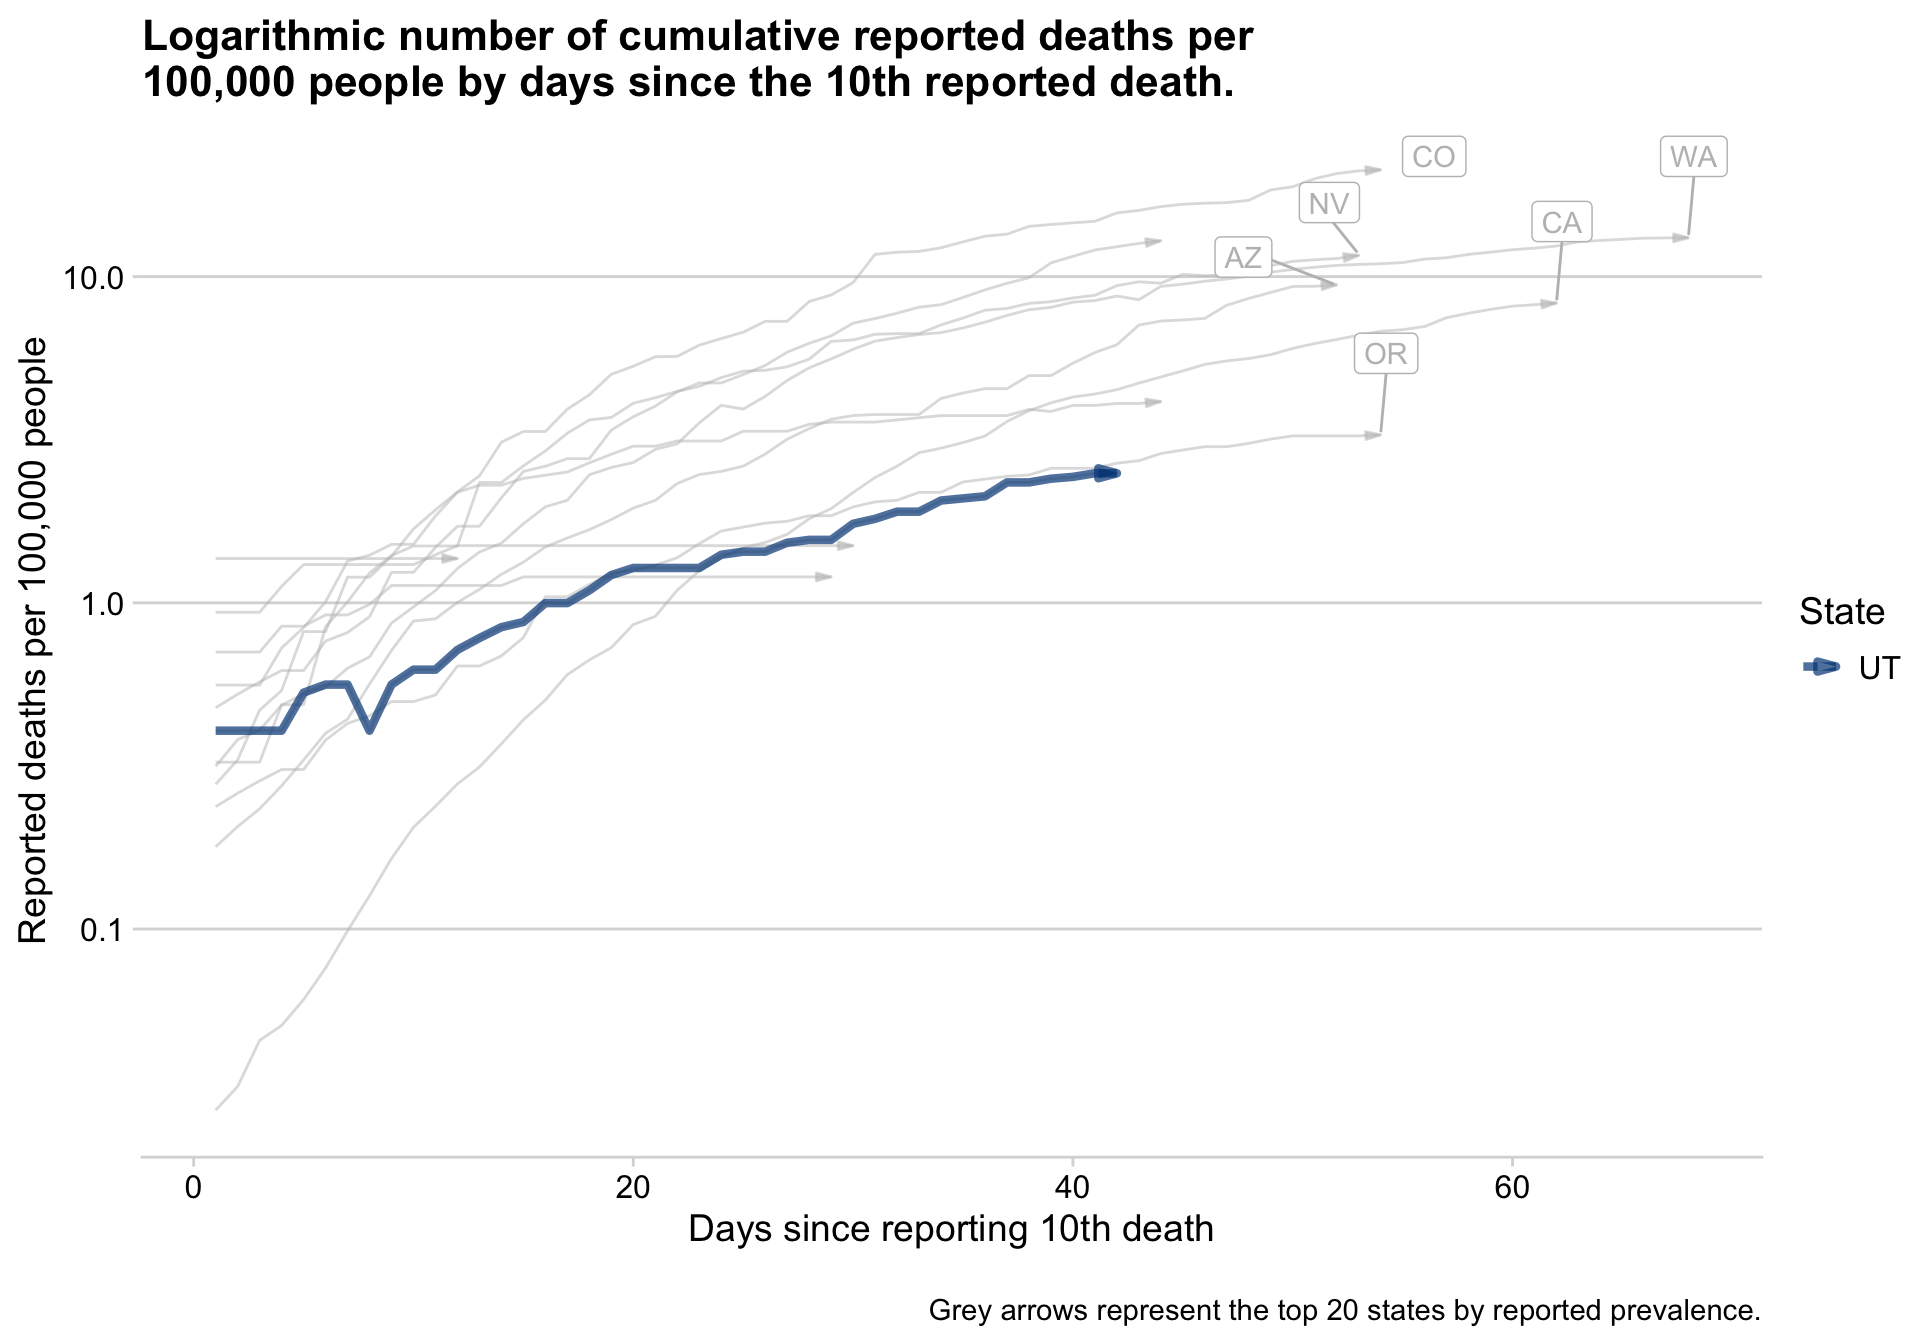 Logarithmic number of cumulative reported deaths per
100,000 people by days since the 10th reported death.
CO
WA
NV
CA
AZ
OR
10.0
1.0
0.1
Reported deaths per 100,000 people
State
UT
0
20
40
60
Days since reporting 10th death
Grey arrows represent the top 20 states by reported prevalence.